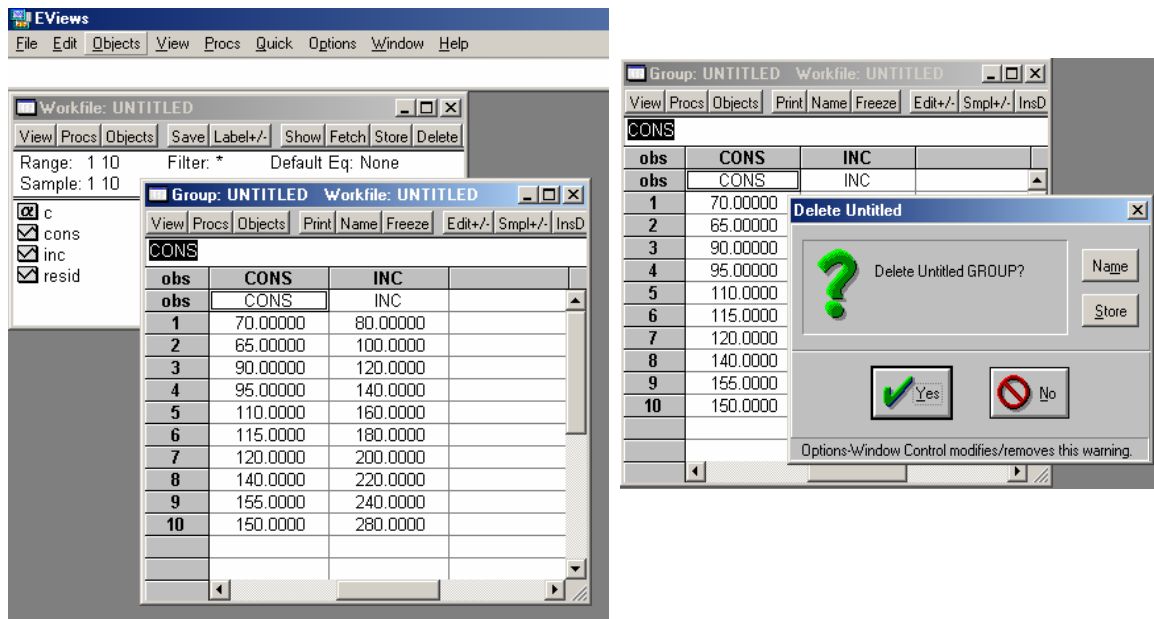 EViews
File Edit Objects View Procs Quick Options Window Help
Workfile: UNTITLED
View Procs Objects Save Label+/- Show Fetch Store Delete
Range: 1 10 Filter: * Default Eq: None
Sample: 1 10
c
cons
inc
resid
Group: UNTITLED Workfile: UNTITLED
View Procs Objects Print Name Freeze Edit+/- Smpl+/- InsD
CONS
obs CONS INC
obs CONS INC
1 70.00000 80.00000
2 65.00000 100.0000
3 90.00000 120.0000
4 95.00000 140.0000
5 110.0000 160.0000
6 115.0000 180.0000
7 120.0000 200.0000
8 140.0000 220.0000
9 155.0000 240.0000
10 150.0000 280.0000
Group: UNTITLED Workfile: UNTITLED
View Procs Objects Print Name Freeze Edit+/- Smpl+/- InsD
CONS
obs CONS INC
obs CONS INC
1 70.00000
2 65.00000
3 90.00000
4 95.00000
5 110.0000
6 115.0000
7 120.0000
8 140.0000
9 155.0000
10 150.0000
Delete Untitled
Delete Untitled GROUP?
Name
Store
Yes No
Options-Window Control modifies/removes this warning.